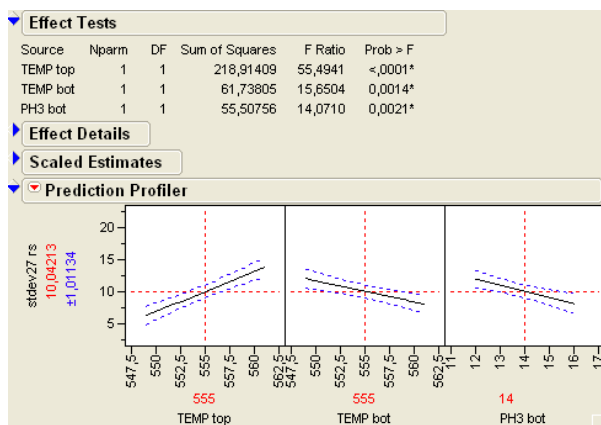 Effect Tests
Source Nparm DF Sum of Squares F Ratio Prob > F
TEMP top 1 1 218,91409 55,4941 <,0001*
TEMP bot 1 1 61,73805 15,6504 0,0014*
PH3 bot 1 1 55,50756 14,0710 0,0021*
Effect Details
Scaled Estimates
Prediction Profiler
stdev27 rs
10,04213
±1,01134
20
15
10
5
547,5 550 552,5 555 557,5 560 562,5
547,5 550 552,5 555 557,5 560 562,5
11 12 13 14 15 16 17
555 555 14
TEMP top TEMP bot PH3 bot